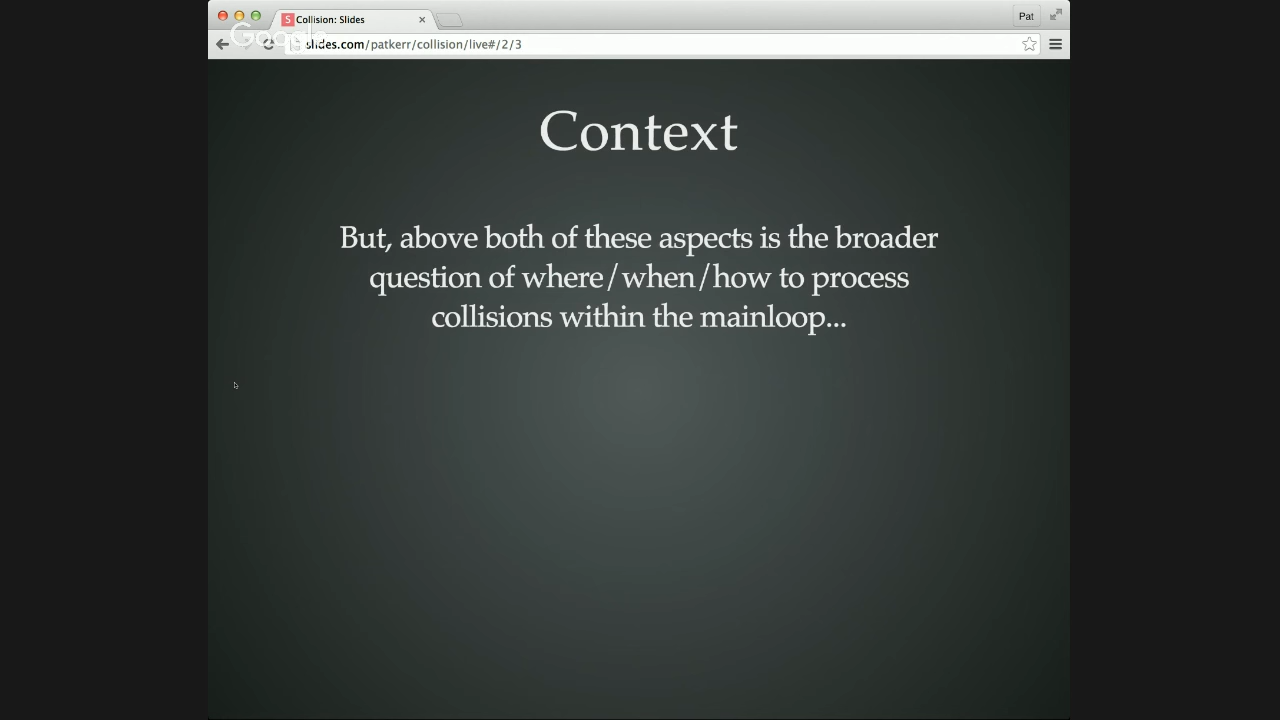 Collision: Slides
Pat
Google
slides.com/patkerr/collision/live#/2/3
Context
But, above both of these aspects is the broader
question of where/when/how to process
collisions within the mainloop...